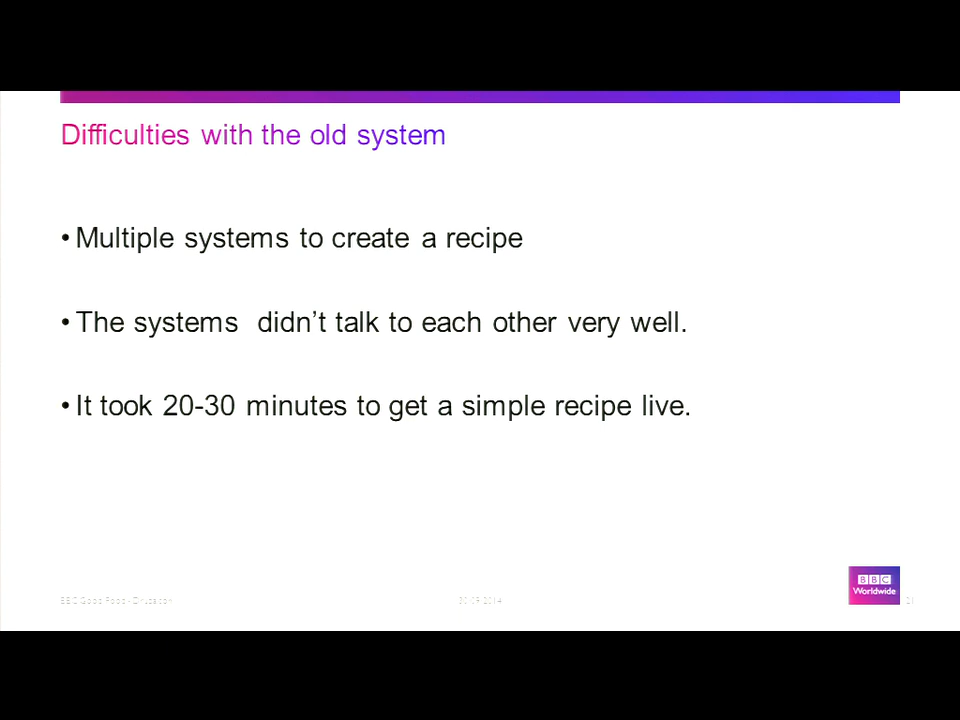 Difficulties with the old system
• Multiple systems to create a recipe
• The systems  didn’t talk to each other very well.
• It took 20-30 minutes to get a simple recipe live.
BBC
Worldwide